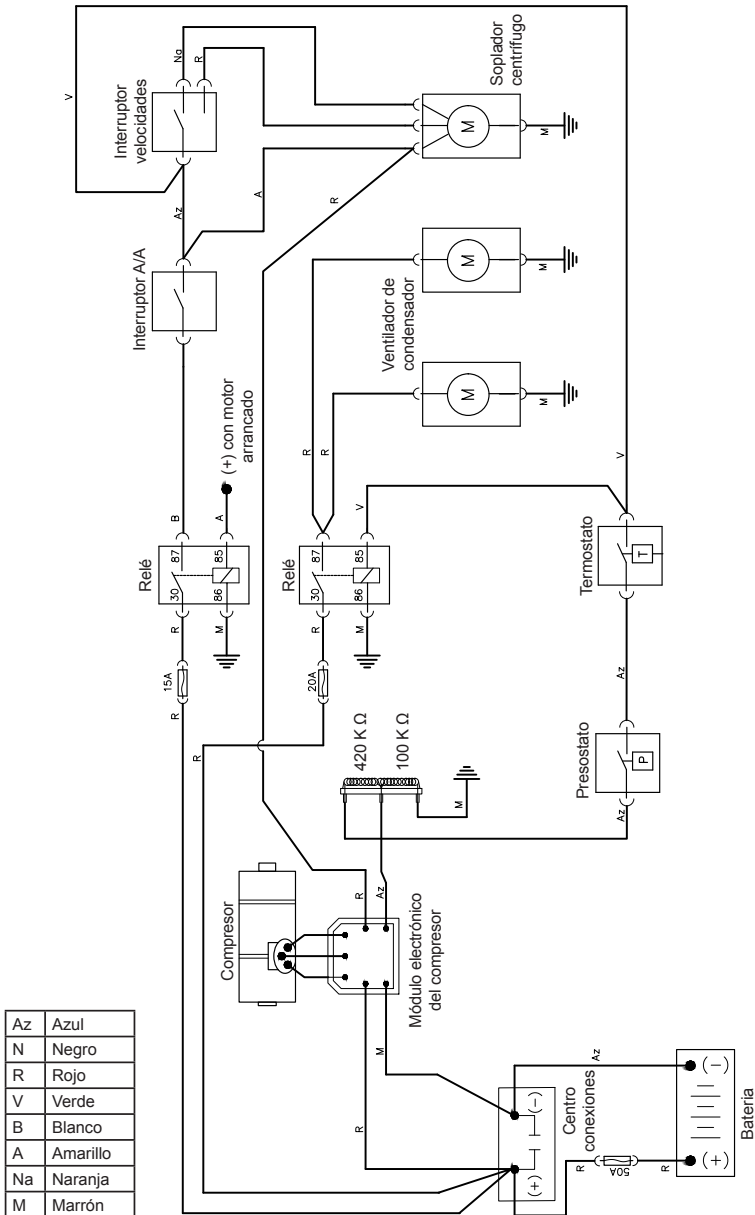 V
Na
R
Interruptor
velocidades
Soplador
centrífugo
M
M
Az
A
R
Interruptor A/A
Ventilador de
condensador
M
M
M
M
(+) con motor
arrancado
R
R
B
A
V
V
Relé
30
87
86
85
R
M
Relé
30
87
86
85
R
M
Termostato
T
15A
20A
R
R
Az
420 K Ω
100 K Ω
M
Presostato
P
Az
Compresor
R
Az
Módulo electrónico
del compresor
R
M
Centro
conexiones
(+)
(-)
Az
R
50A
R
(+)
(-)
Bateria
Az Azul
N Negro
R Rojo
V Verde
B Blanco
A Amarillo
Na Naranja
M Marrón